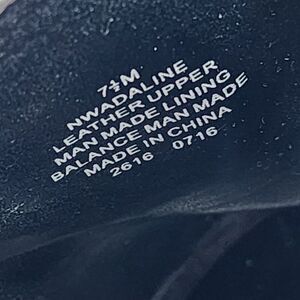 7½M
NWADALINE
LEATHER UPPER
MAN MADE LINING
BALANCE MAN MADE
MADE IN CHINA
2616 0716